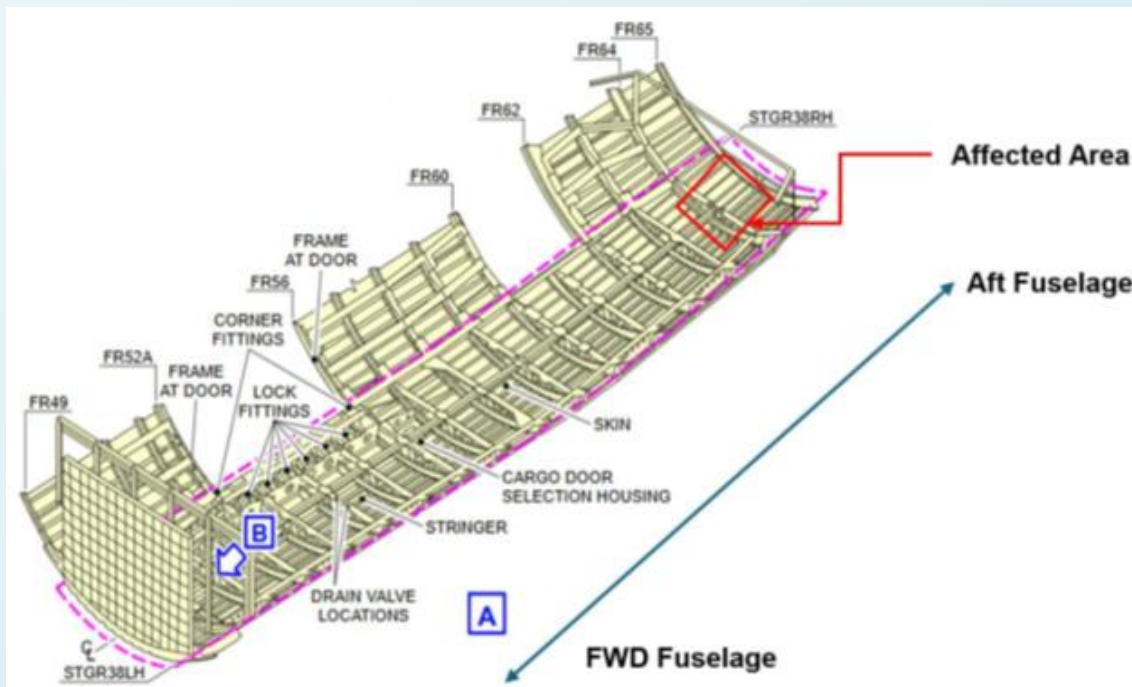 FR65
FR64
FR62
STGR38RH
Affected Area
FR60
FRAME
AT DOOR
FR56
Aft Fuselage
CORNER
FITTINGS
FR52A
FRAME
AT DOOR
LOCK
FITTINGS
FR49
SKIN
CARGO DOOR
SELECTION HOUSING
STRINGER
B
DRAIN VALVE
LOCATIONS
A
FWD Fuselage
CL
STGR38LH